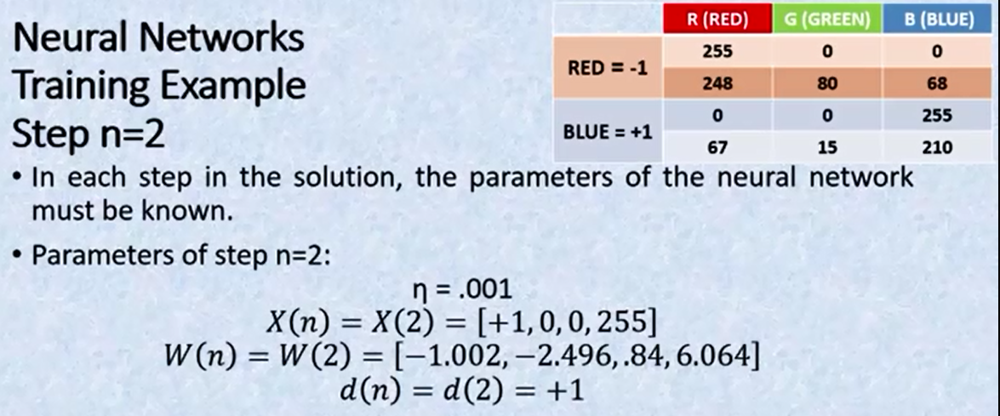 Neural Networks
Training Example
Step n=2
R (RED) G (GREEN) B (BLUE)
RED = -1
255 0 0
248 80 68
BLUE = +1
0 0 255
67 15 210
• In each step in the solution, the parameters of the neural network
must be known.
• Parameters of step n=2:
η = .001
X(n) = X(2) = [+1, 0, 0, 255]
W(n) = W(2) = [−1.002, −2.496, .84, 6.064]
d(n) = d(2) = +1